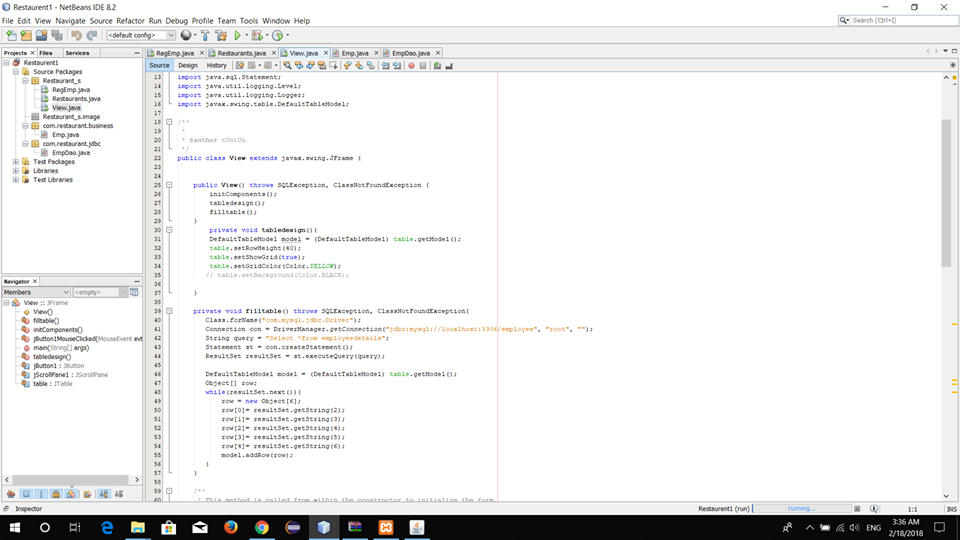 Restaurent1 - NetBeans IDE 8.2
File Edit View Navigate Source Refactor Run Debug Profile Team Tools Window Help
Search (Ctrl+I)
<default config>
Projects Files Services
Restaurent1
Source Packages
Restaurant_s
RegEmp.java
Restaurants.java
View.java
Restaurant_s.image
com.restaurant.business
Emp.java
com.restaurant.jdbc
EmpDao.java
Test Packages
Libraries
Test Libraries
Navigator
Members <empty>
View :: JFrame
View()
filltable()
initComponents()
jButton1MouseClicked(MouseEvent evt
main(String[] args)
tabledesign()
jButton1 : JButton
jScrollPane1 : JScrollPane
table : JTable
RegEmp.java Restaurants.java View.java Emp.java EmpDao.java
Source Design History
13 import java.sql.Statement;
14 import java.util.logging.Level;
15 import java.util.logging.Logger;
16 import javax.swing.table.DefaultTableModel;
17
18 /**
19 *
20 * @author tUntUn
21 */
22 public class View extends javax.swing.JFrame {
23
24
25 public View() throws SQLException, ClassNotFoundException {
26 initComponents();
27 tabledesign();
28 filltable();
29 }
30 private void tabledesign(){
31 DefaultTableModel model = (DefaultTableModel) table.getModel();
32 table.setRowHeight(40);
33 table.setShowGrid(true);
34 table.setGridColor(Color.YELLOW);
35 // table.setBackground(Color.BLACK);
36
37 }
38
39 private void filltable() throws SQLException, ClassNotFoundException{
40 Class.forName("com.mysql.jdbc.Driver");
41 Connection con = DriverManager.getConnection("jdbc:mysql://localhost:3306/employee", "root", "");
42 String query = "Select *from employeedetails";
43 Statement st = con.createStatement();
44 ResultSet resultSet = st.executeQuery(query);
45
46 DefaultTableModel model = (DefaultTableModel) table.getModel();
47 Object[] row;
48 while(resultSet.next()){
49 row = new Object[6];
50 row[0]= resultSet.getString(2);
51 row[1]= resultSet.getString(3);
52 row[2]= resultSet.getString(4);
53 row[3]= resultSet.getString(5);
54 row[4]= resultSet.getString(6);
55 model.addRow(row);
56 }
57 }
58
59 /**
60 * This method is called from within the constructor to initialize the form.
Inspector
Restaurent1 (run) running... 1:1 INS
ENG
3:36 AM
2/18/2018